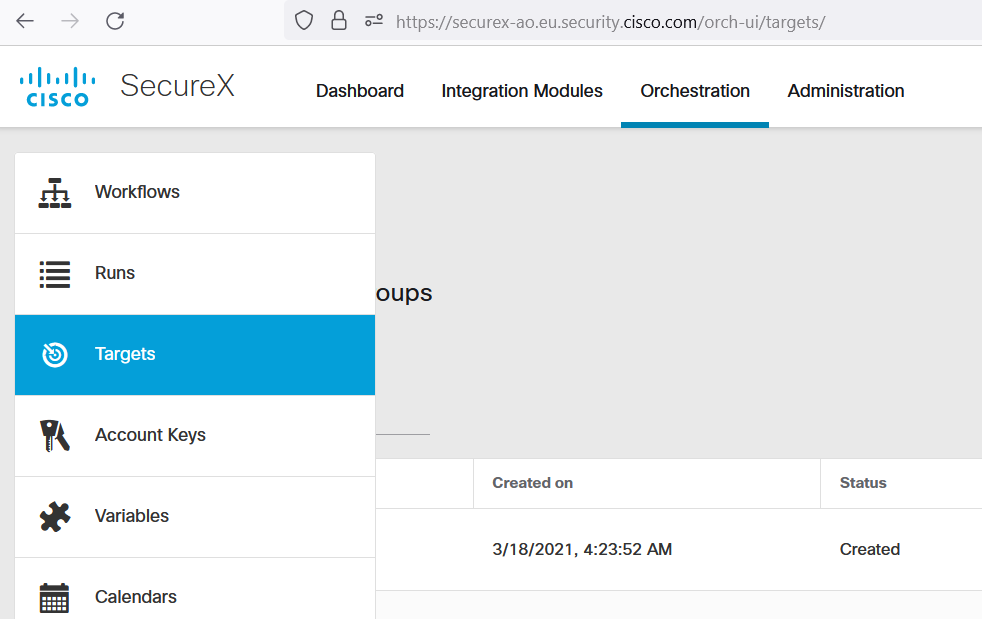 https://securex-ao.eu.security.cisco.com/orch-ui/targets/
CISCO SecureX Dashboard Integration Modules Orchestration Administration
Workflows
Runs
oups
Targets
Account Keys
Created on Status
Variables
3/18/2021, 4:23:52 AM Created
Calendars